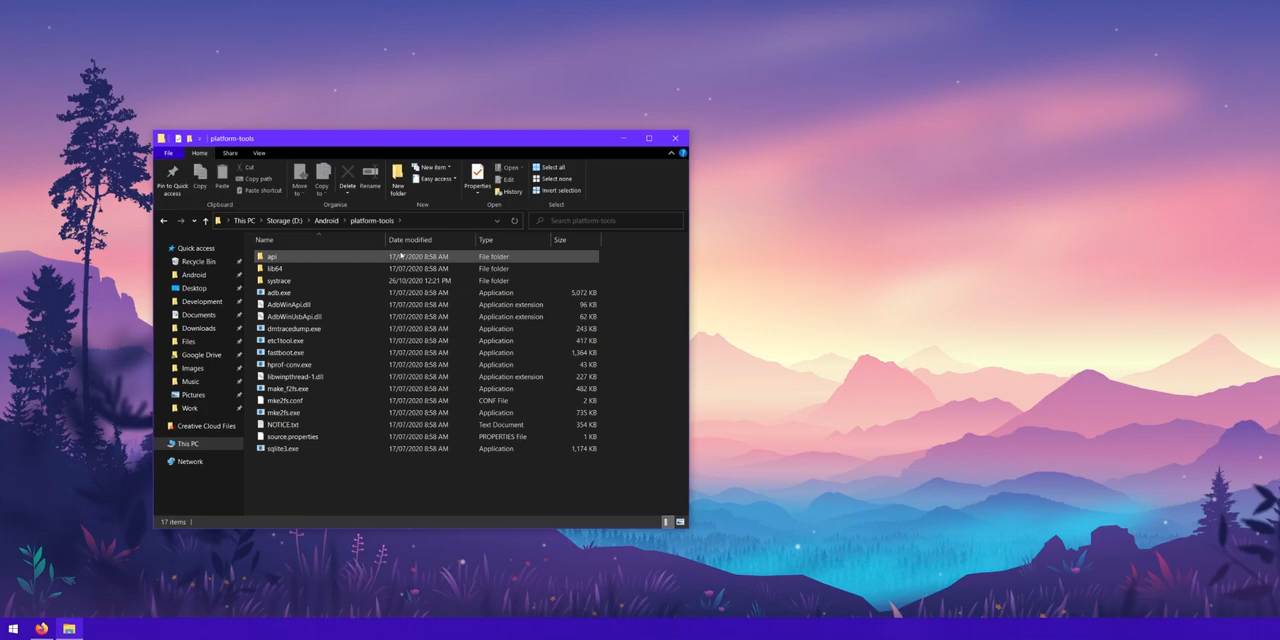 platform-tools
File Home Share View
Pin to Quick access
Copy
Paste
Cut
Copy path
Paste shortcut
Clipboard
Move to
Copy to
Delete
Rename
Organise
New folder
New item
Easy access
New
Properties
Open
Edit
History
Open
Select all
Select none
Invert selection
Select
This PC > Storage (D:) > Android > platform-tools >
Search platform-tools
Quick access
Recycle Bin
Android
Desktop
Development
Documents
Downloads
Files
Google Drive
Images
Music
Pictures
Work
Creative Cloud Files
This PC
Network
Name Date modified Type Size
api 17/07/2020 8:58 AM File folder
lib64 17/07/2020 8:58 AM File folder
systrace 26/10/2020 12:21 PM File folder
adb.exe 17/07/2020 8:58 AM Application 5,072 KB
AdbWinApi.dll 17/07/2020 8:58 AM Application extension 96 KB
AdbWinUsbApi.dll 17/07/2020 8:58 AM Application extension 62 KB
dmtracedump.exe 17/07/2020 8:58 AM Application 243 KB
etc1tool.exe 17/07/2020 8:58 AM Application 417 KB
fastboot.exe 17/07/2020 8:58 AM Application 1,364 KB
hprof-conv.exe 17/07/2020 8:58 AM Application 43 KB
libwinpthread-1.dll 17/07/2020 8:58 AM Application extension 227 KB
make_f2fs.exe 17/07/2020 8:58 AM Application 482 KB
mke2fs.conf 17/07/2020 8:58 AM CONF File 2 KB
mke2fs.exe 17/07/2020 8:58 AM Application 735 KB
NOTICE.txt 17/07/2020 8:58 AM Text Document 354 KB
source.properties 17/07/2020 8:58 AM PROPERTIES File 1 KB
sqlite3.exe 17/07/2020 8:58 AM Application 1,174 KB
17 items